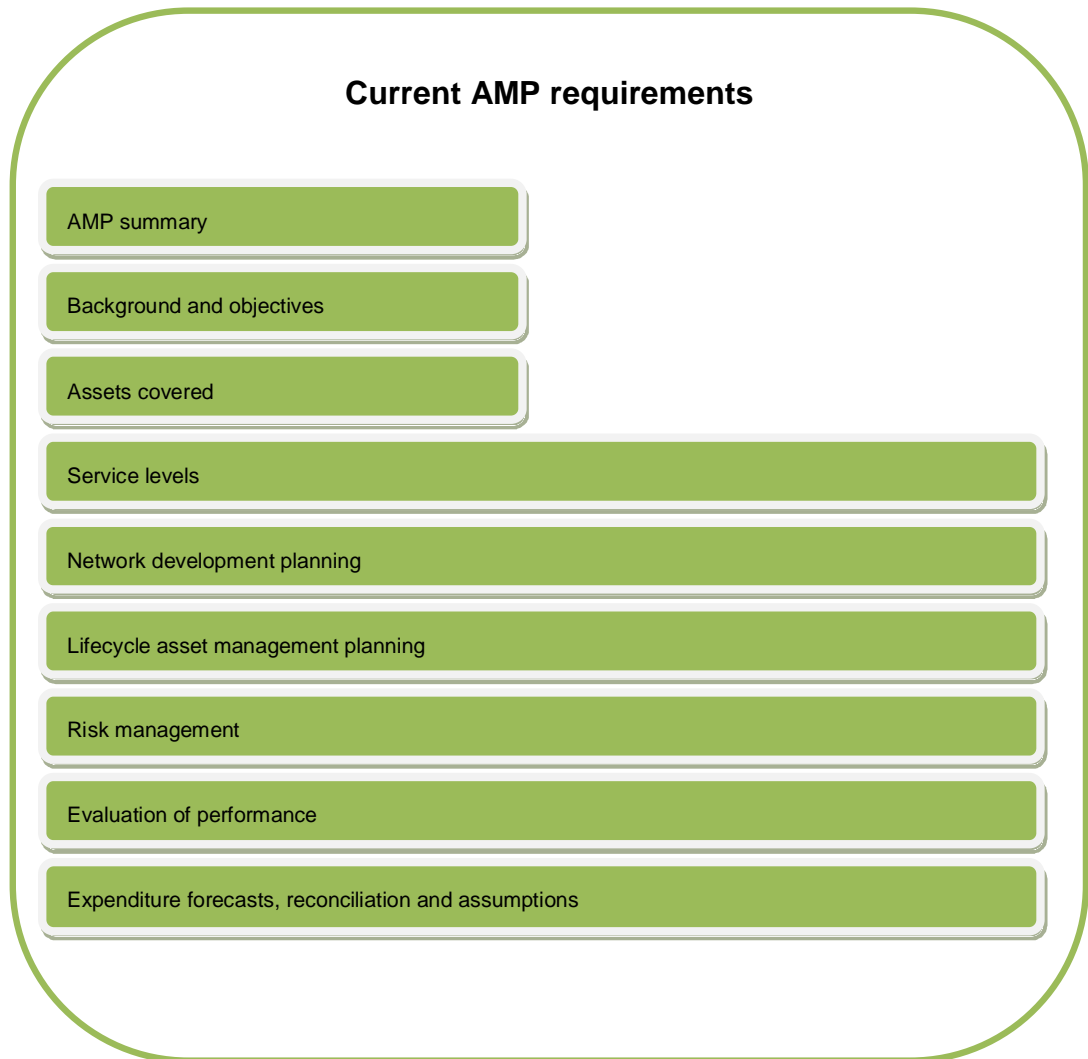 Current AMP requirements
AMP summary
Background and objectives
Assets covered
Service levels
Network development planning
Lifecycle asset management planning
Risk management
Evaluation of performance
Expenditure forecasts, reconciliation and assumptions